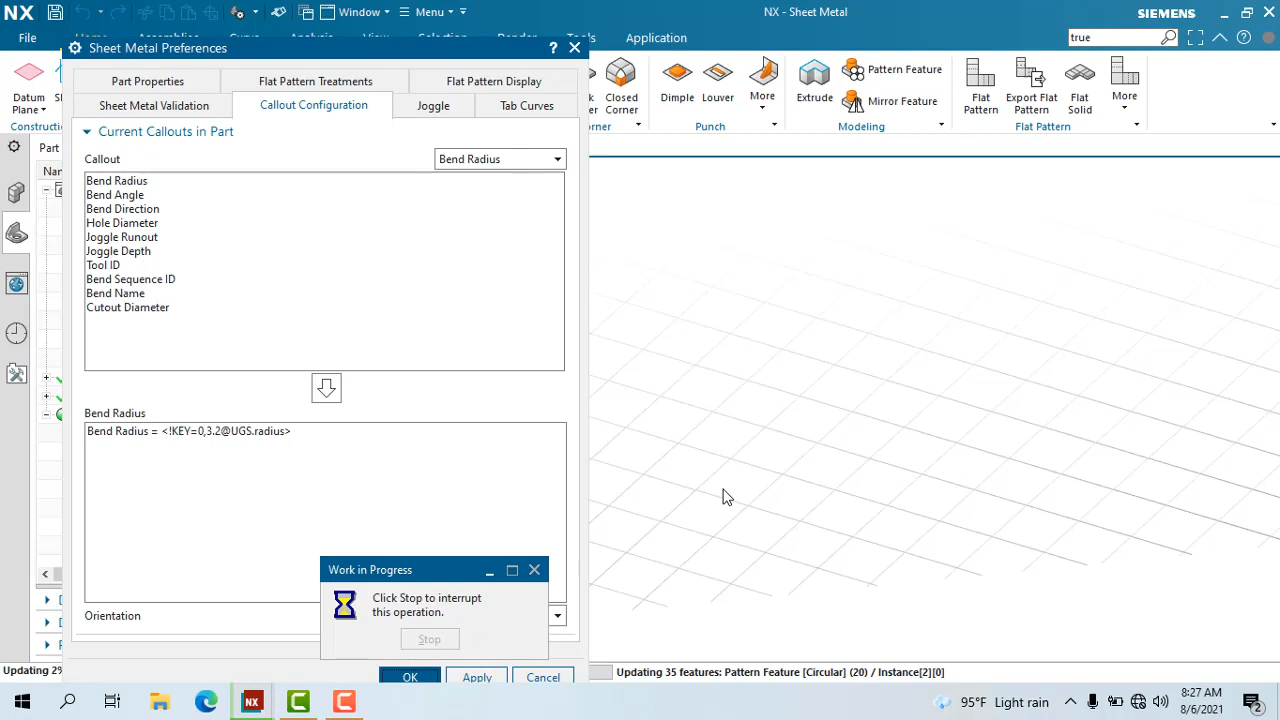 NX
Window
Menu
NX - Sheet Metal
SIEMENS
File
Home
Application
true
Sheet Metal Preferences
Part Properties
Flat Pattern Treatments
Flat Pattern Display
Sheet Metal Validation
Callout Configuration
Joggle
Tab Curves
Datum
Plane
Closed
Corner
Dimple
Louver
More
Extrude
Pattern Feature
Mirror Feature
Flat
Pattern
Export Flat
Pattern
Flat
Solid
More
Punch
Modeling
Flat Pattern
Current Callouts in Part
Callout
Bend Radius
Bend Radius
Bend Angle
Bend Direction
Hole Diameter
Joggle Runout
Joggle Depth
Tool ID
Bend Sequence ID
Bend Name
Cutout Diameter
Bend Radius
Bend Radius = <!KEY=0,3.2@UGS.radius>
Work in Progress
Click Stop to interrupt
this operation.
Stop
Orientation
OK
Apply
Cancel
Updating 2%
Updating 35 features: Pattern Feature [Circular] (20) / Instance[2][0]
95°F Light rain
8:27 AM
8/6/2021
2